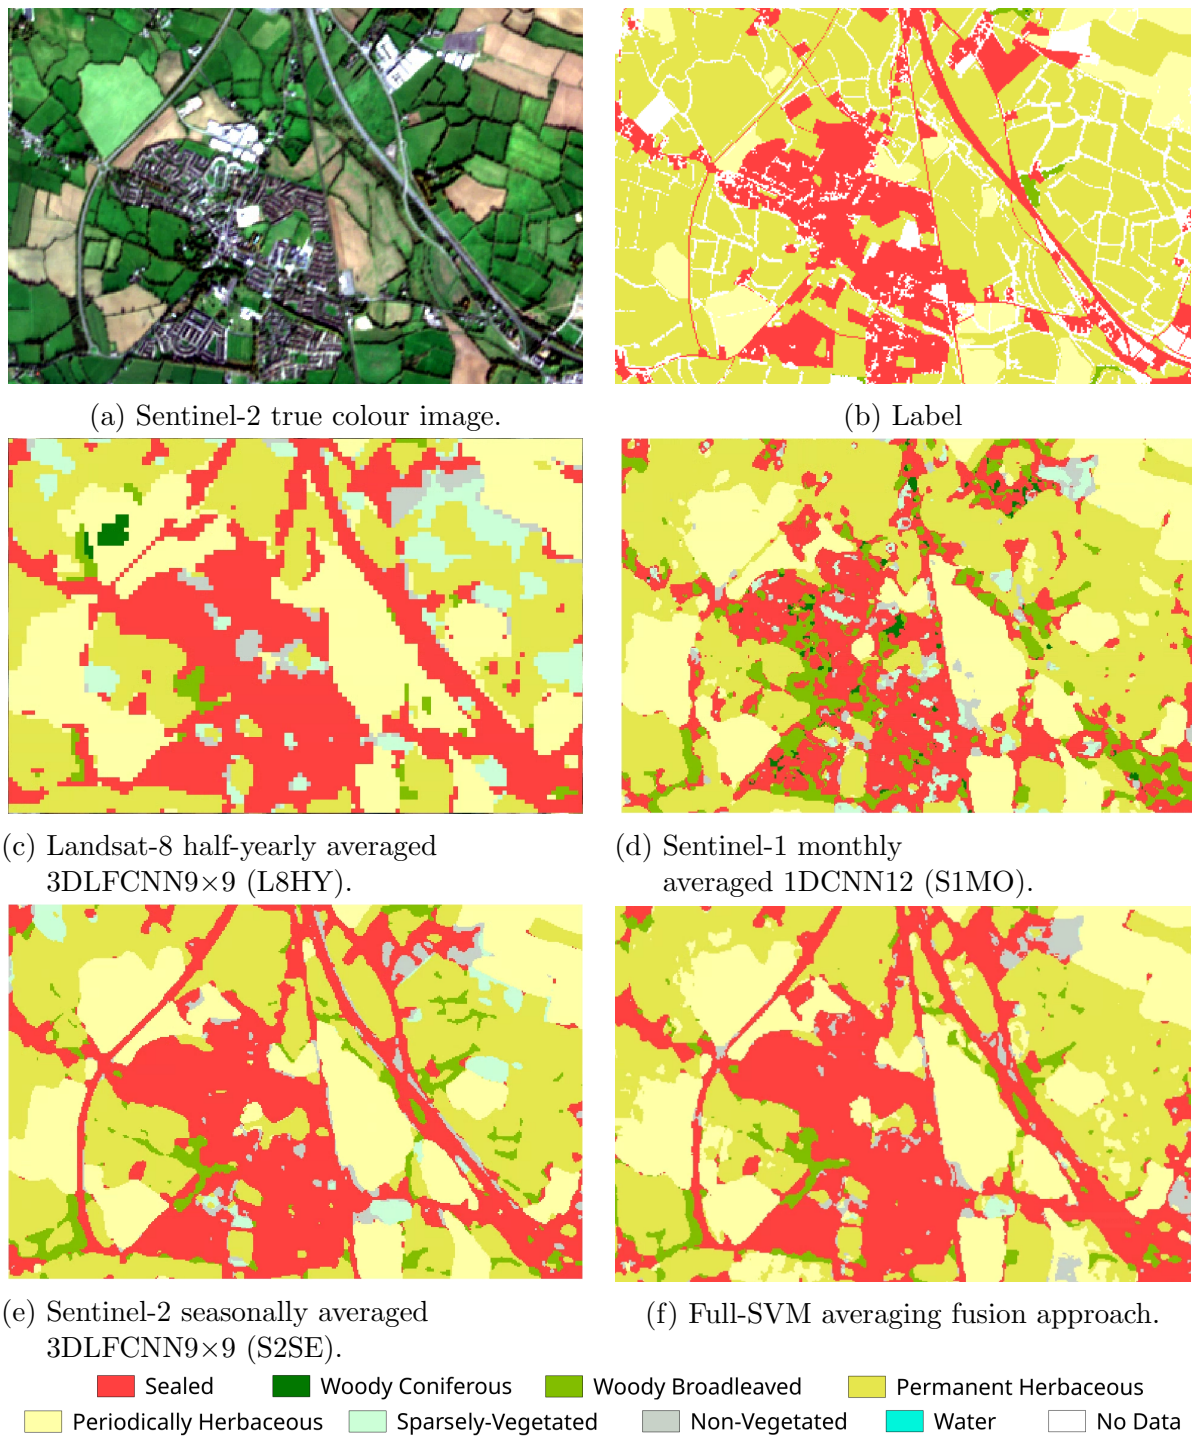 (a) Sentinel-2 true colour image.
(b) Label
(c) Landsat-8 half-yearly averaged
3DLFCNN9×9 (L8HY).
(d) Sentinel-1 monthly
averaged 1DCNN12 (S1MO).
(e) Sentinel-2 seasonally averaged
3DLFCNN9×9 (S2SE).
(f) Full-SVM averaging fusion approach.
Sealed Woody Coniferous Woody Broadleaved Permanent Herbaceous
Periodically Herbaceous Sparsely-Vegetated Non-Vegetated Water No Data